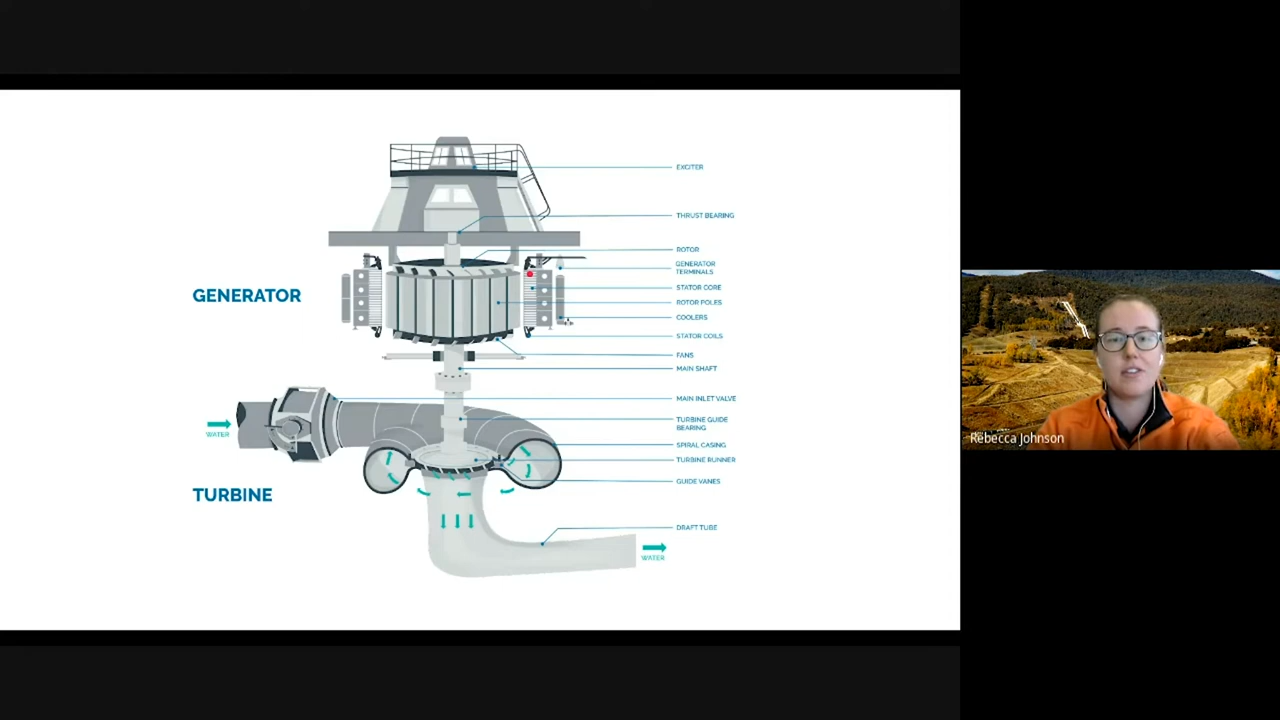 EXCITER
THRUST BEARING
ROTOR
GENERATOR
TERMINALS
GENERATOR
STATOR CORE
ROTOR POLES
COOLERS
STATOR COILS
FANS
MAIN SHAFT
MAIN INLET VALVE
TURBINE GUIDE
BEARING
WATER
Rebecca Johnson
SPIRAL CASING
TURBINE RUNNER
GUIDE VANES
TURBINE
DRAFT TUBE
WATER